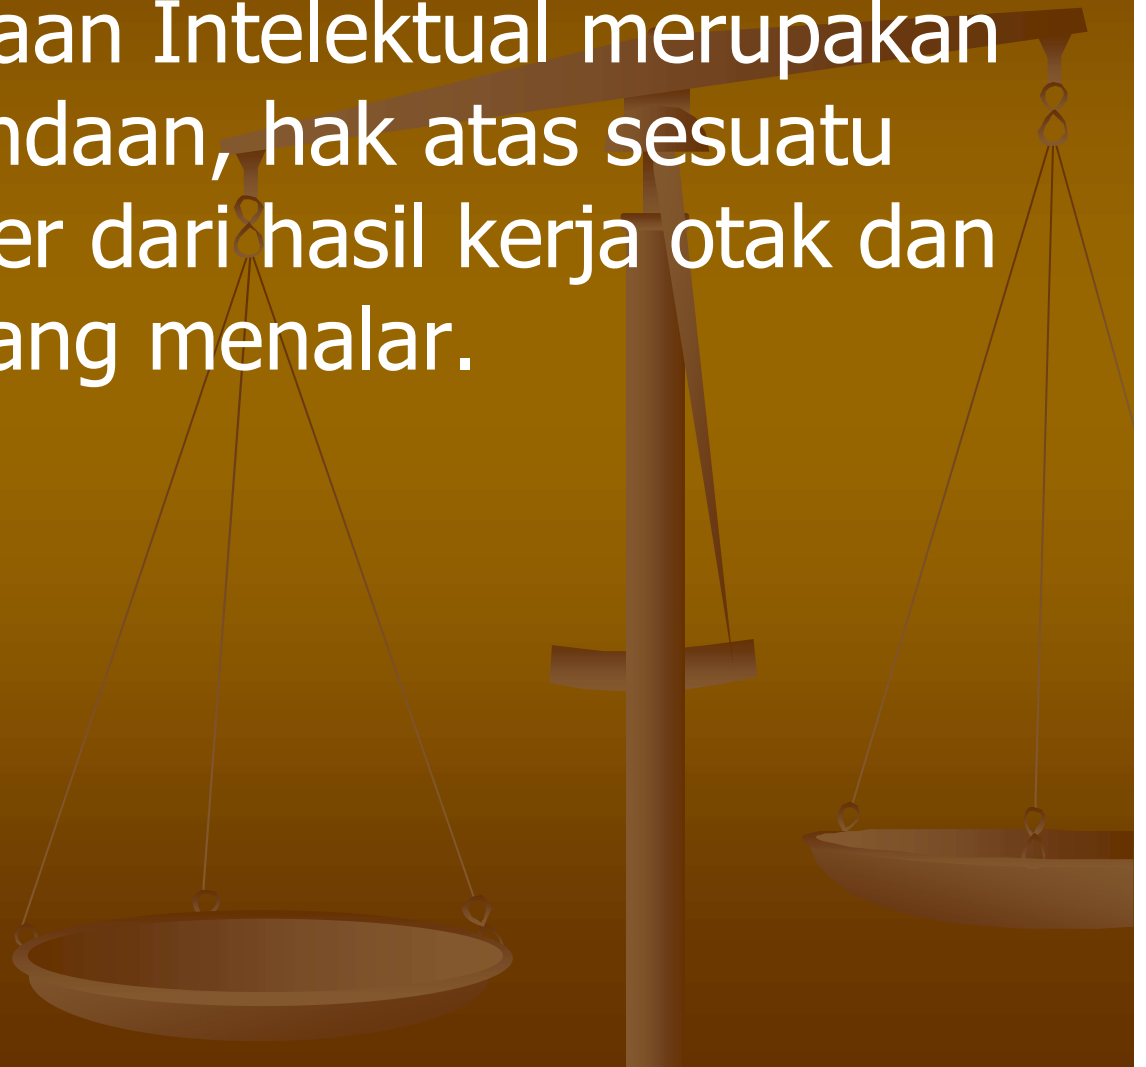 aan Intelektual merupakan
ndaan, hak atas sesuatu
er dari hasil kerja otak dan
ang menalar.